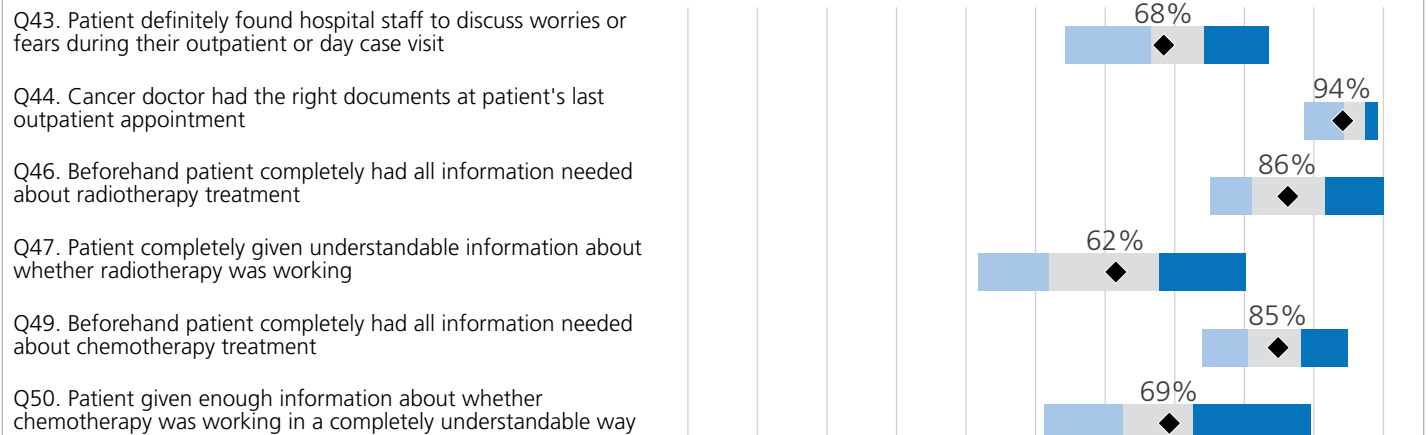 Q43. Patient definitely found hospital staff to discuss worries or
fears during their outpatient or day case visit
68%
Q44. Cancer doctor had the right documents at patient's last
outpatient appointment
94%
Q46. Beforehand patient completely had all information needed
about radiotherapy treatment
86%
Q47. Patient completely given understandable information about
whether radiotherapy was working
62%
Q49. Beforehand patient completely had all information needed
about chemotherapy treatment
85%
Q50. Patient given enough information about whether
chemotherapy was working in a completely understandable way
69%